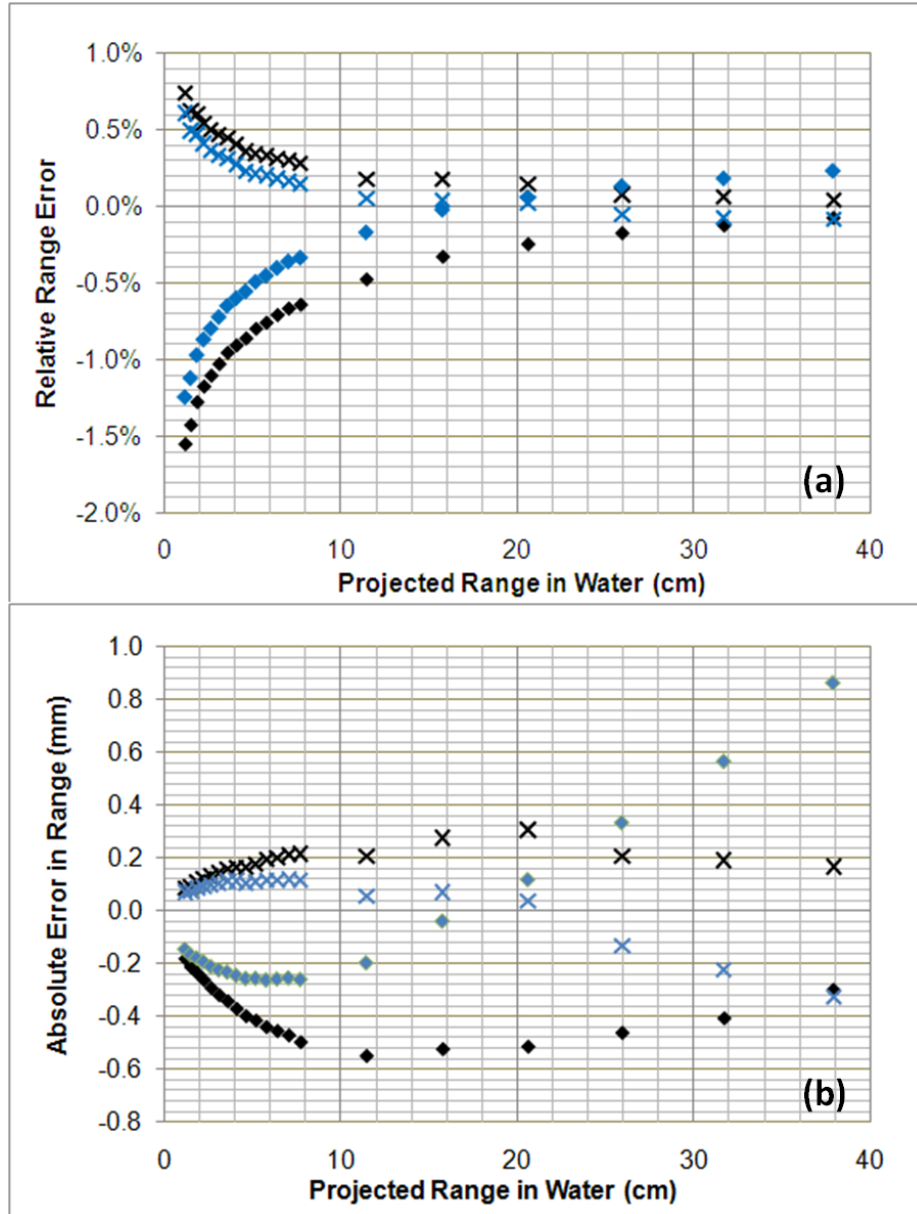 1.0%
0.5%
0.0%
-0.5%
-1.0%
-1.5%
-2.0%
Relative Range Error
(a)
0 10 20 30 40
Projected Range in Water (cm)
1.0
0.8
0.6
0.4
0.2
0.0
-0.2
-0.4
-0.6
-0.8
Absolute Error in Range (mm)
(b)
0 10 20 30 40
Projected Range in Water (cm)